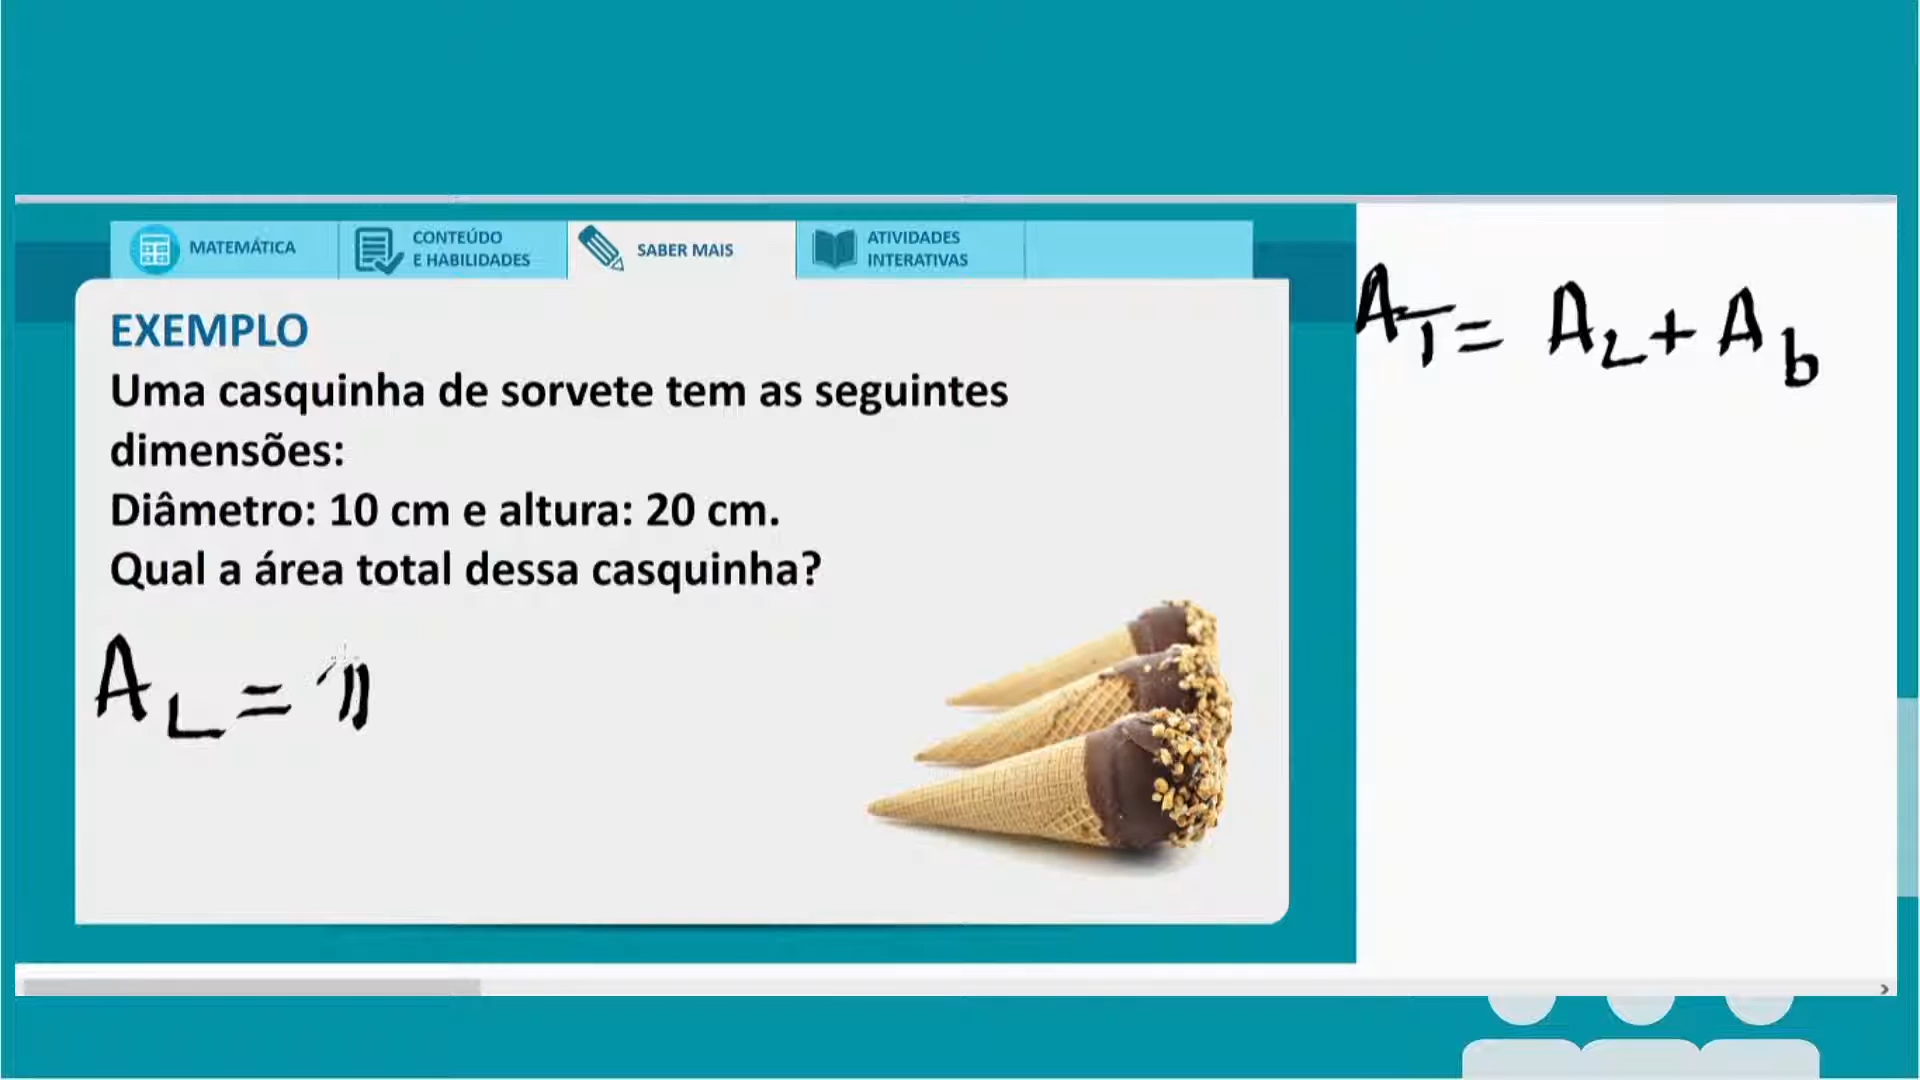 MATEMÁTICA
CONTEÚDO
E HABILIDADES
SABER MAIS
ATIVIDADES
INTERATIVAS
EXEMPLO
Uma casquinha de sorvete tem as seguintes
dimensões:
Diâmetro: 10 cm e altura: 20 cm.
Qual a área total dessa casquinha?
A_L = π
A_T = A_L + A_b